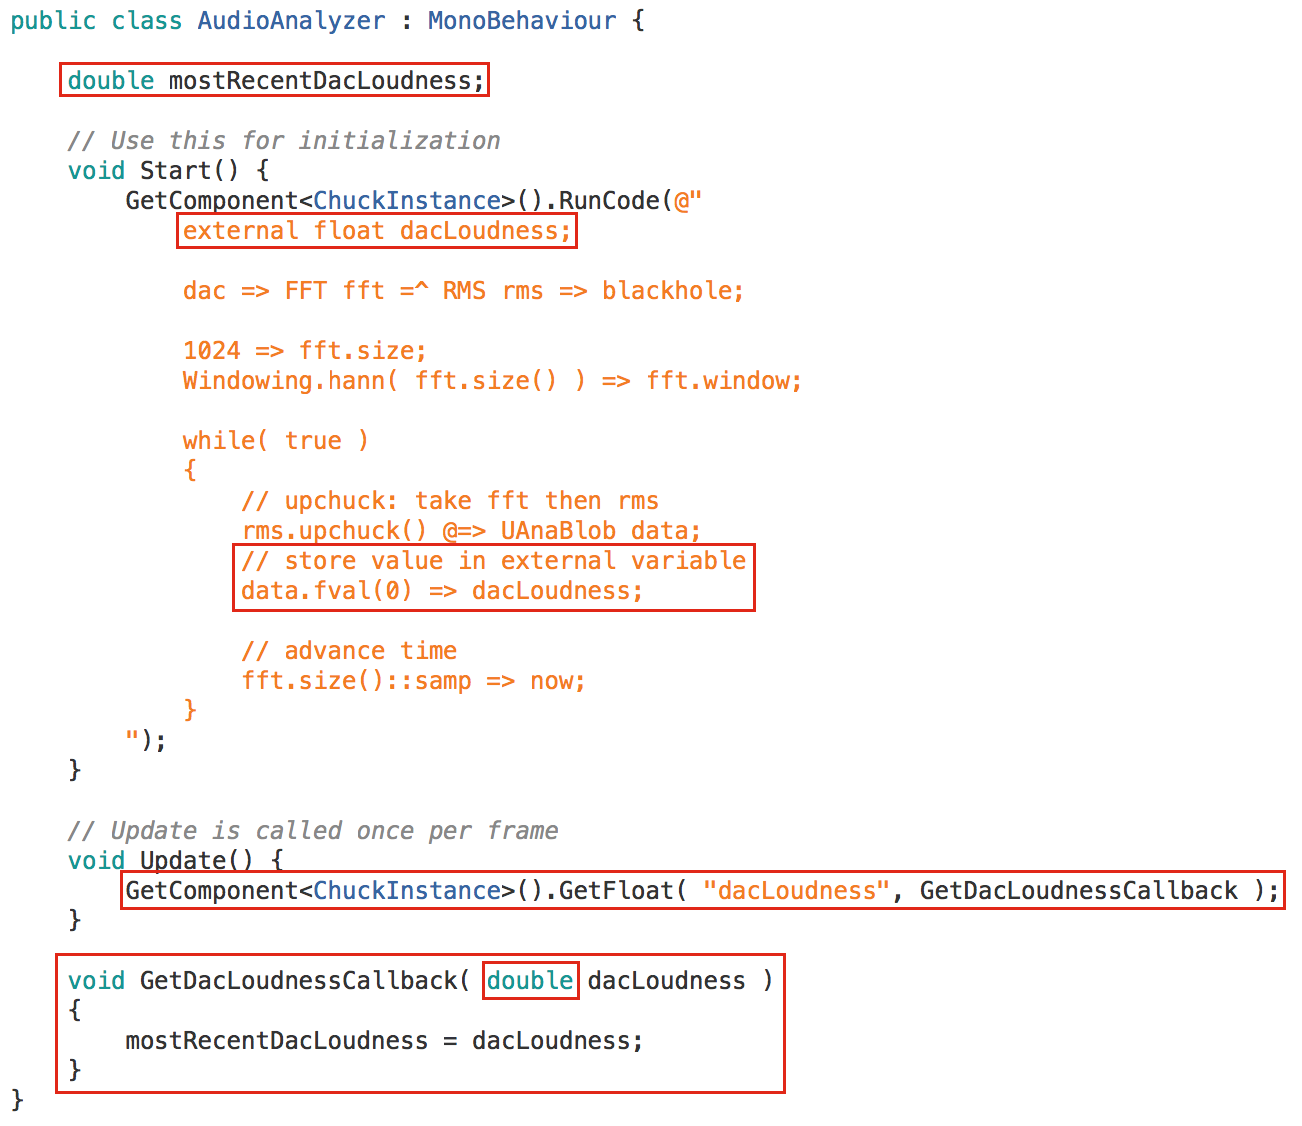 public class AudioAnalyzer : MonoBehaviour {
double mostRecentDacLoudness;
// Use this for initialization
void Start() {
GetComponent<ChuckInstance>().RunCode(@"
external float dacLoudness;
dac => FFT fft =^ RMS rms => blackhole;
1024 => fft.size;
Windowing.hann( fft.size() ) => fft.window;
while( true )
{
// upchuck: take fft then rms
rms.upchuck() @=> UAnaBlob data;
// store value in external variable
data.fval(0) => dacLoudness;
// advance time
fft.size()::samp => now;
}
");
}
// Update is called once per frame
void Update() {
GetComponent<ChuckInstance>().GetFloat( "dacLoudness", GetDacLoudnessCallback );
}
void GetDacLoudnessCallback( double dacLoudness )
{
mostRecentDacLoudness = dacLoudness;
}
}